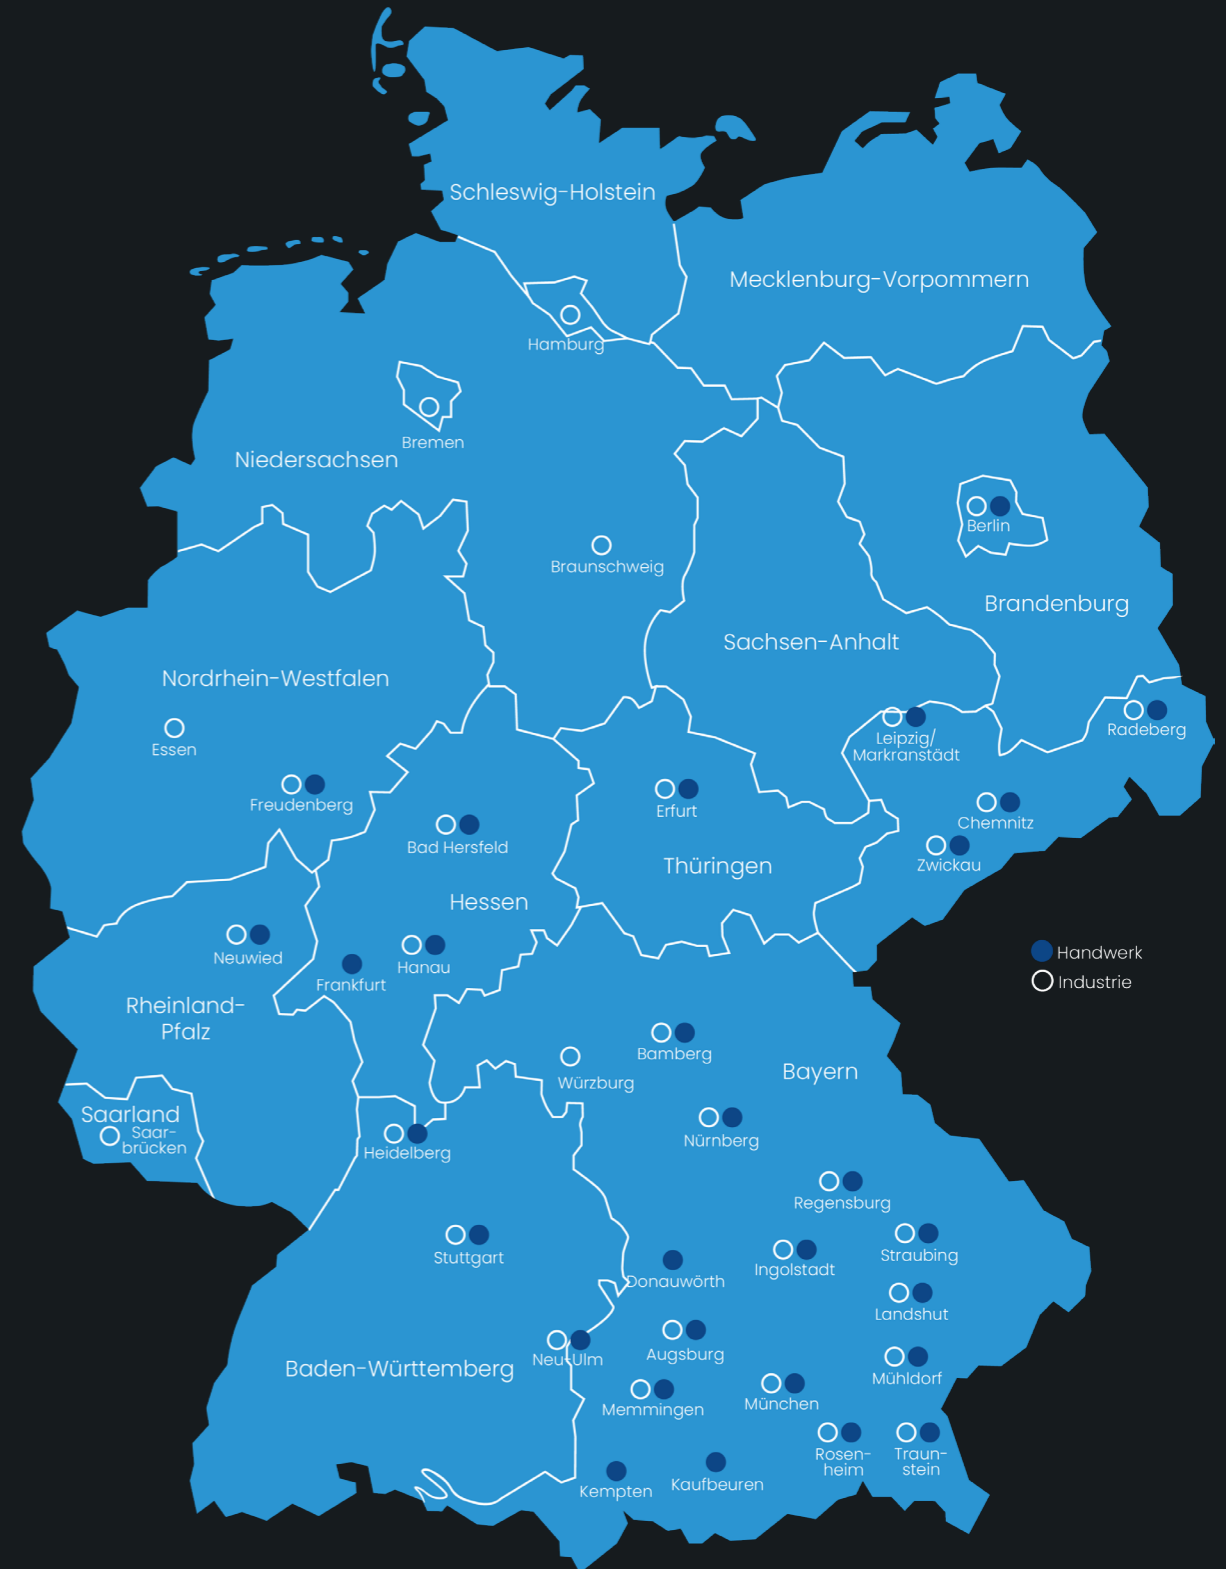 Schleswig-Holstein
Mecklenburg-Vorpommern
Hamburg
Bremen
Niedersachsen
Berlin
Braunschweig
Brandenburg
Sachsen-Anhalt
Nordrhein-Westfalen
Radeberg
Essen
Leipzig/
Markranstädt
Freudenberg
Erfurt
Chemnitz
Bad Hersfeld
Zwickau
Thüringen
Hessen
Neuwied
Hanau
Frankfurt
Handwerk
Industrie
Rheinland-
Pfalz
Bamberg
Würzburg
Bayern
Saarland
Saar-
brücken
Nürnberg
Heidelberg
Regensburg
Stuttgart
Straubing
Ingolstadt
Donauwörth
Landshut
Neu-Ulm
Augsburg
Baden-Württemberg
Mühldorf
München
Memmingen
Rosen-
heim
Traun-
stein
Kaufbeuren
Kempten